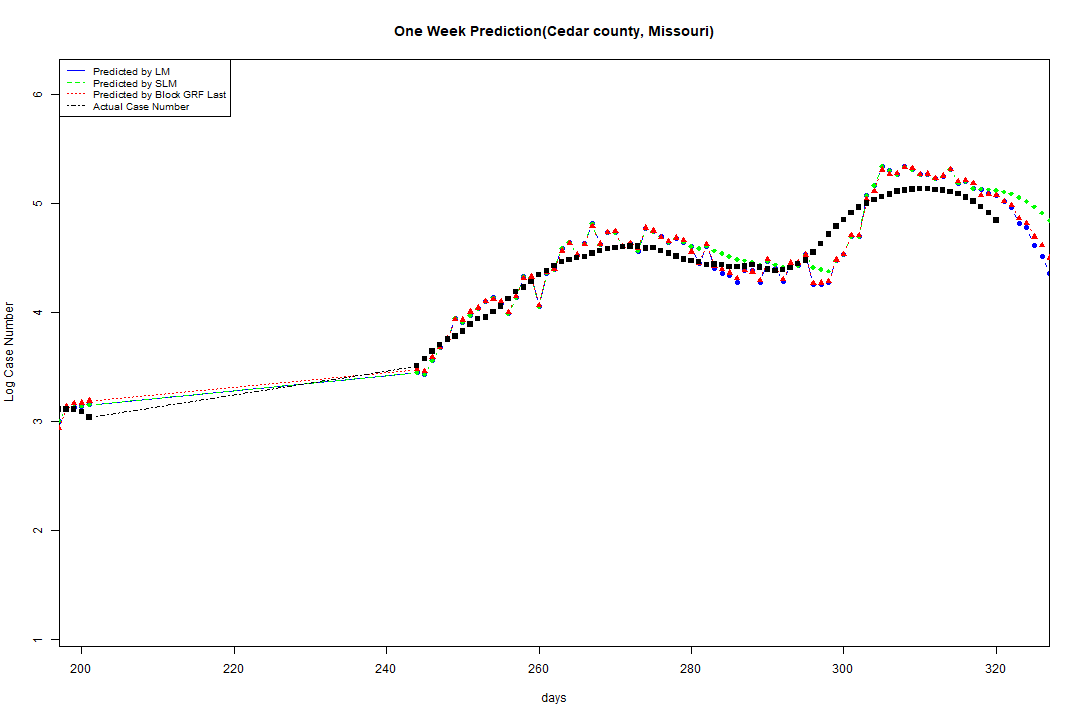 One Week Prediction(Cedar county, Missouri)
Predicted by LM
Predicted by SLM
Predicted by Block GRF Last
Actual Case Number
Log Case Number
6
5
4
3
2
1
200 220 240 260 280 300 320
days